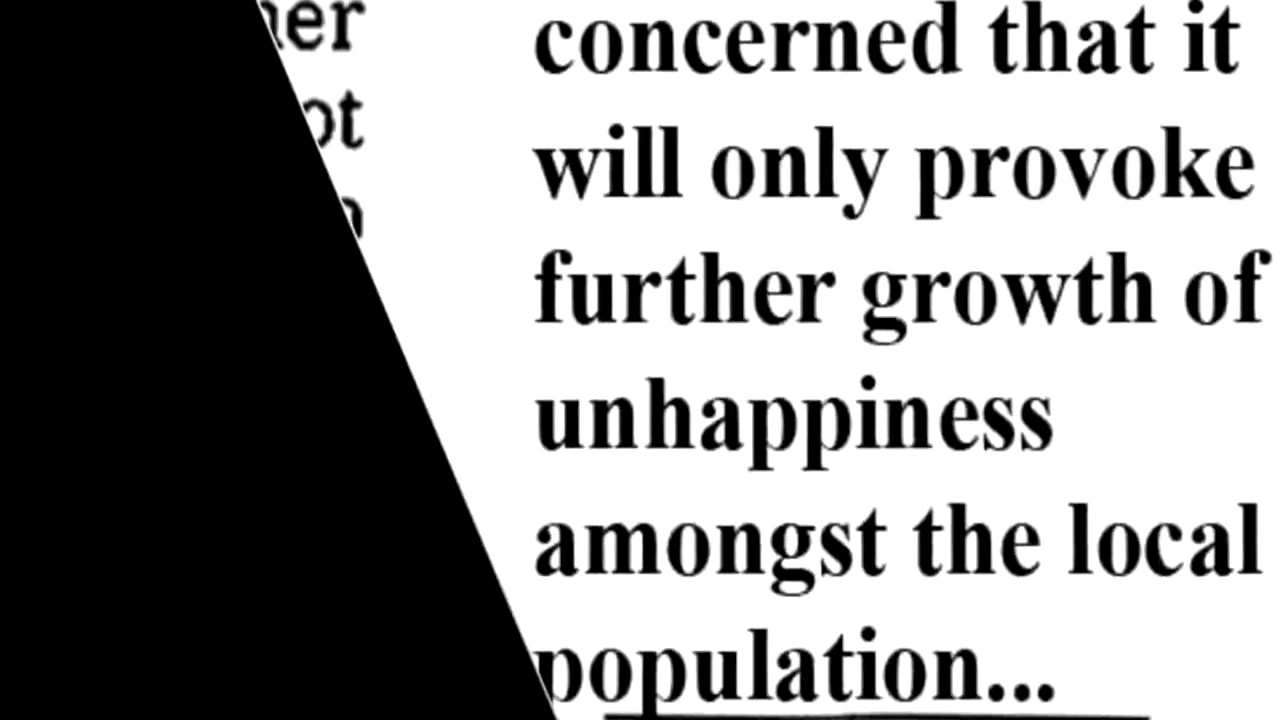 concerned that it
will only provoke
further growth of
unhappiness
amongst the local
population...